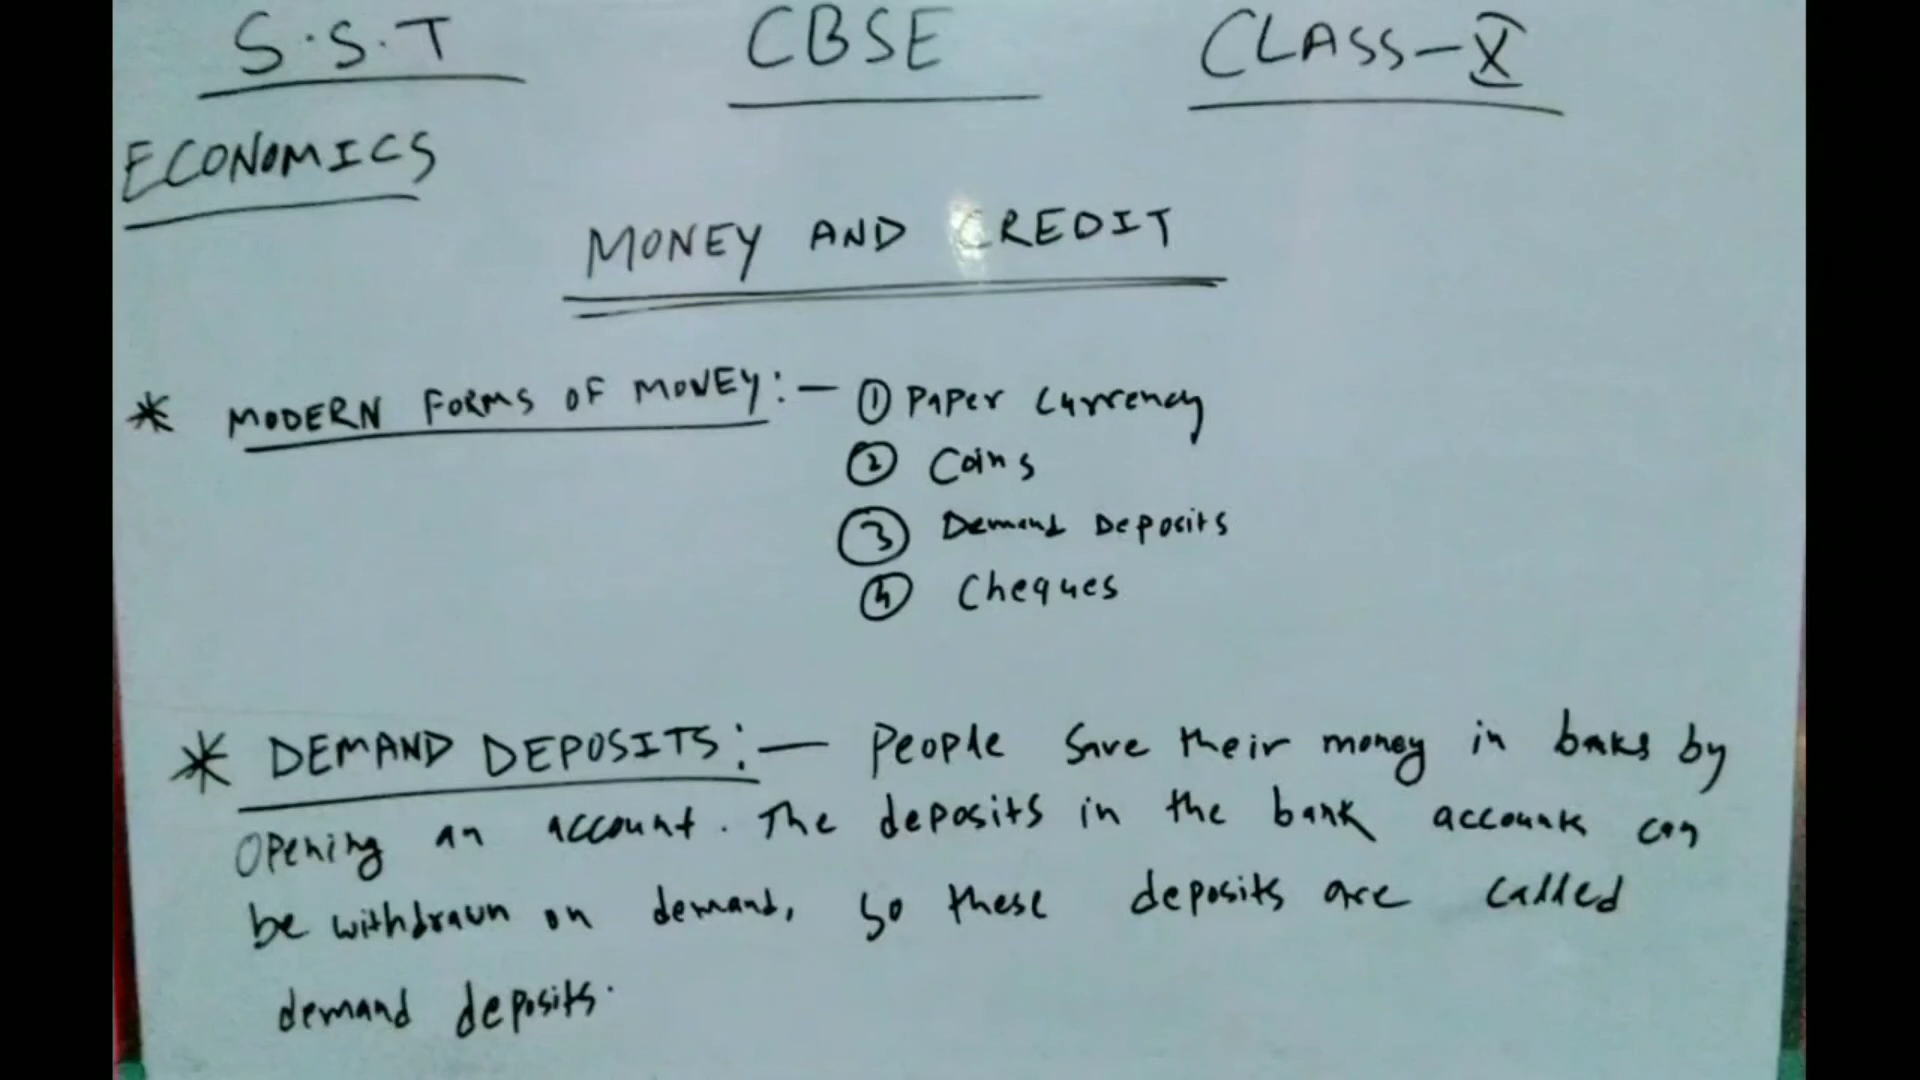 S.S.T CBSE CLASS-X
ECONOMICS
MONEY AND CREDIT
* MODERN FORMS OF MONEY:- ① Paper Currency
② Coins
③ Demand Deposits
④ Cheques
* DEMAND DEPOSITS:- People Save their money in banks by
Opening an account. The deposits in the bank accounts can
be withdrawn on demand, so these deposits are called
demand deposits.